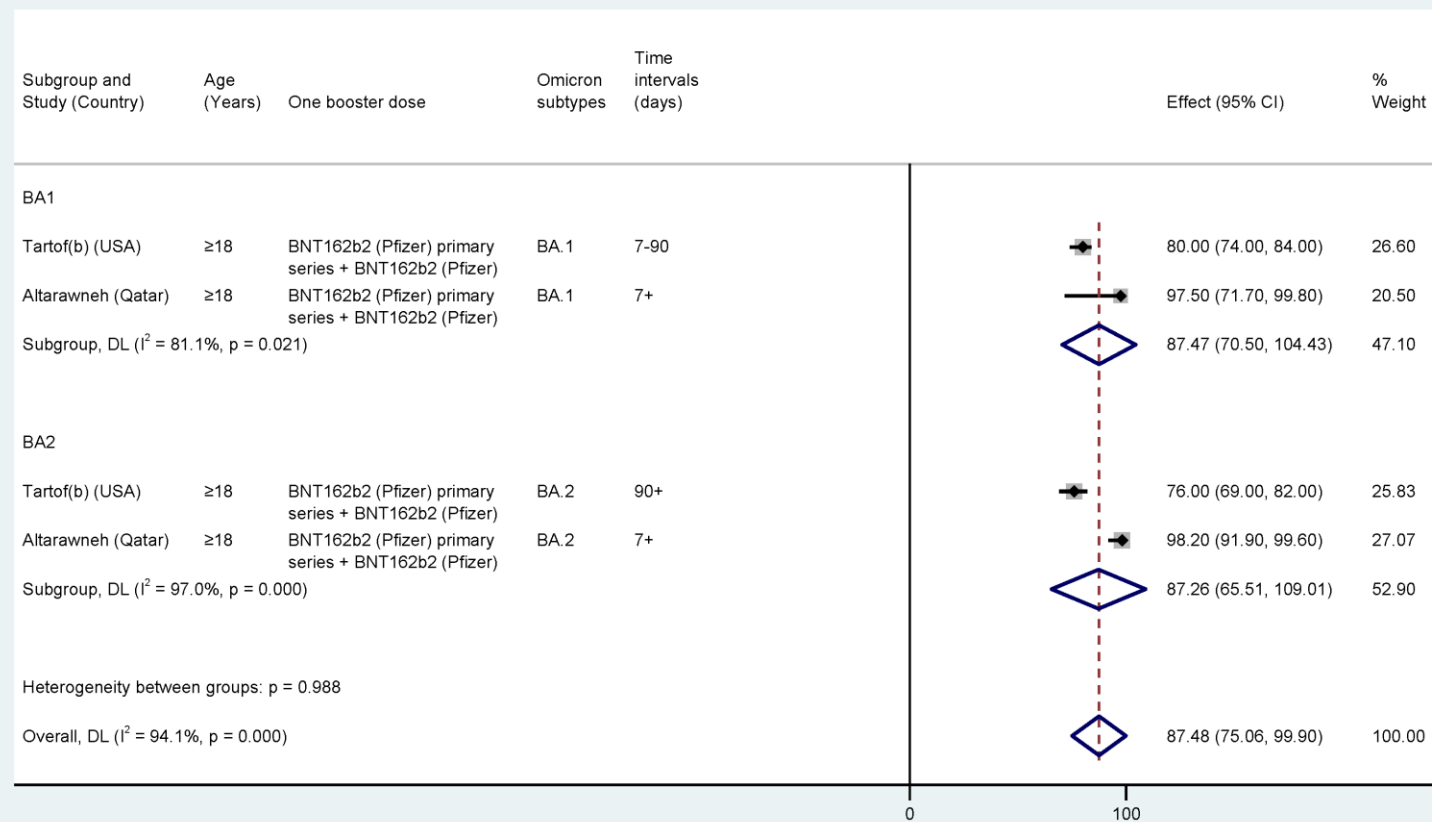 Time
Subgroup and Age Omicron intervals %
Study (Country) (Years) One booster dose subtypes (days) Effect (95% CI) Weight
BA1
Tartof(b) (USA) ≥18 BNT162b2 (Pfizer) primary BA.1 7-90 80.00 (74.00, 84.00) 26.60
series + BNT162b2 (Pfizer)
Altarawneh (Qatar) ≥18 BNT162b2 (Pfizer) primary BA.1 7+ 97.50 (71.70, 99.80) 20.50
series + BNT162b2 (Pfizer)
Subgroup, DL (I² = 81.1%, p = 0.021) 87.47 (70.50, 104.43) 47.10
BA2
Tartof(b) (USA) ≥18 BNT162b2 (Pfizer) primary BA.2 90+ 76.00 (69.00, 82.00) 25.83
series + BNT162b2 (Pfizer)
Altarawneh (Qatar) ≥18 BNT162b2 (Pfizer) primary BA.2 7+ 98.20 (91.90, 99.60) 27.07
series + BNT162b2 (Pfizer)
Subgroup, DL (I² = 97.0%, p = 0.000) 87.26 (65.51, 109.01) 52.90
Heterogeneity between groups: p = 0.988
Overall, DL (I² = 94.1%, p = 0.000) 87.48 (75.06, 99.90) 100.00
0 100